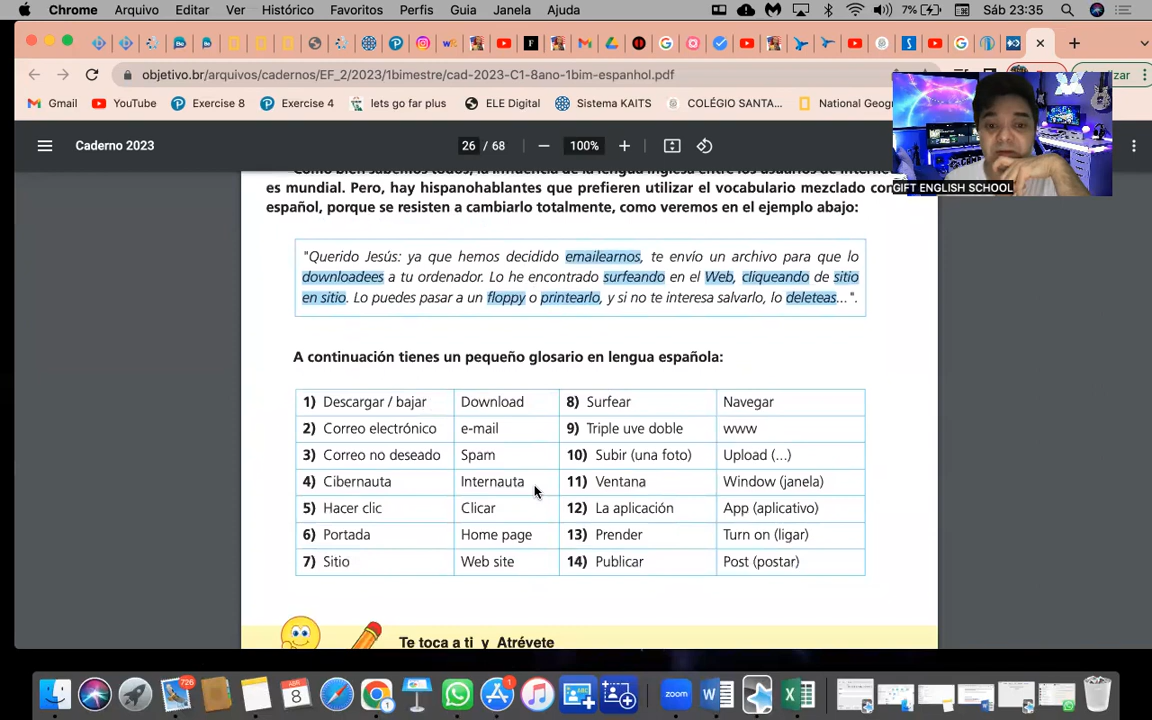 Chrome Arquivo Editar Ver Histórico Favoritos Perfis Guia Janela Ajuda 7% Sáb 23:35
objetivo.br/arquivos/cadernos/EF_2/2023/1bimestre/cad-2023-C1-8ano-1bim-espanhol.pdf
Gmail YouTube Exercise 8 Exercise 4 lets go far plus ELE Digital Sistema KAITS COLÉGIO SANTA... National Geogr
Caderno 2023 26 / 68 100%
GIFT ENGLISH SCHOOL
es mundial. Pero, hay hispanohablantes que prefieren utilizar el vocabulario mezclado con
español, porque se resisten a cambiarlo totalmente, como veremos en el ejemplo abajo:
"Querido Jesús: ya que hemos decidido emailearnos, te envío un archivo para que lo
downloadees a tu ordenador. Lo he encontrado surfeando en el Web, cliqueando de sitio
en sitio. Lo puedes pasar a un floppy o printearlo, y si no te interesa salvarlo, lo deleteas...".
A continuación tienes un pequeño glosario en lengua española:
1) Descargar / bajar Download 8) Surfear Navegar
2) Correo electrónico e-mail 9) Triple uve doble www
3) Correo no deseado Spam 10) Subir (una foto) Upload (...)
4) Cibernauta Internauta 11) Ventana Window (janela)
5) Hacer clic Clicar 12) La aplicación App (aplicativo)
6) Portada Home page 13) Prender Turn on (ligar)
7) Sitio Web site 14) Publicar Post (postar)
Te toca a ti y Atrévete
726
8
1
zoom